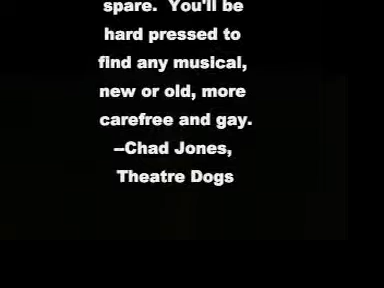 spare. You'll be
hard pressed to
find any musical,
new or old, more
carefree and gay.
--Chad Jones,
Theatre Dogs